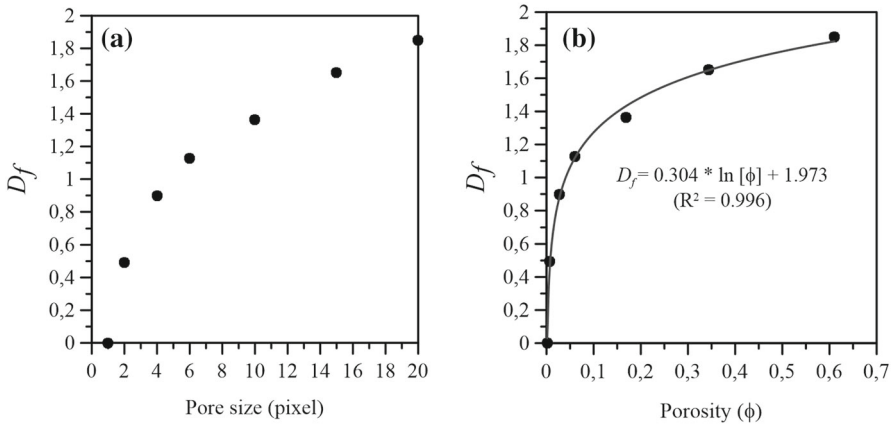 (a)
2
1,8
1,6
1,4
1,2
1
0,8
0,6
0,4
0,2
0
Df
0 2 4 6 8 10 12 14 16 18 20
Pore size (pixel)
(b)
2
1,8
1,6
1,4
1,2
1
0,8
0,6
0,4
0,2
0
Df
Df= 0.304 * ln [ϕ] + 1.973
(R² = 0.996)
0 0,1 0,2 0,3 0,4 0,5 0,6 0,7
Porosity (ϕ)